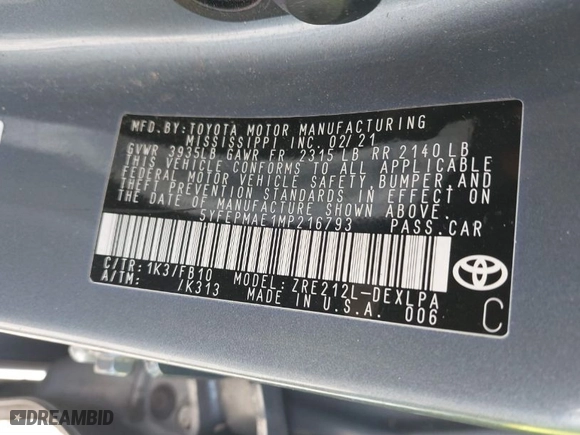 MFD.BY:TOYOTA MOTOR MANUFACTURING
MISSISSIPPI INC. 02/21
GVWR 3935LB GAWR FR 2315LB RR 2140LB
THIS VEHICLE CONFORMS TO ALL APPLICABLE
FEDERAL MOTOR VEHICLE SAFETY,BUMPER,AND
THEFT PREVENTION STANDARDS IN EFFECT ON
THE DATE OF MANUFACTURE SHOWN ABOVE.
5YFEPMAE1MP216793 PASS.CAR
C/TR:1K3/FB10 MODEL:ZRE212L-DEXLPA
A/TM: /K313 MADE IN U.S.A. 006
C
DREAMBID